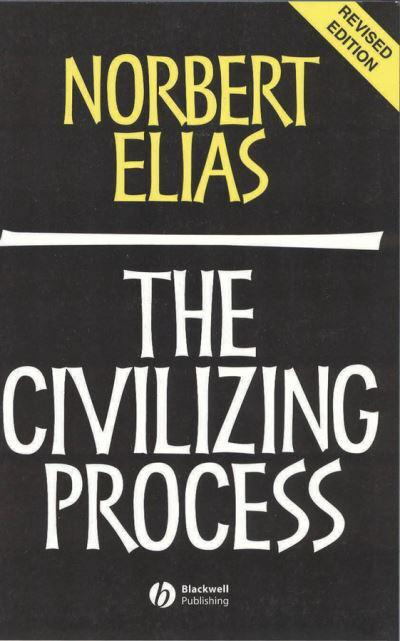 REVISED
EDITION
NORBERT
ELIAS
THE
CIVILIZING
PROCESS
b
Blackwell
Publishing